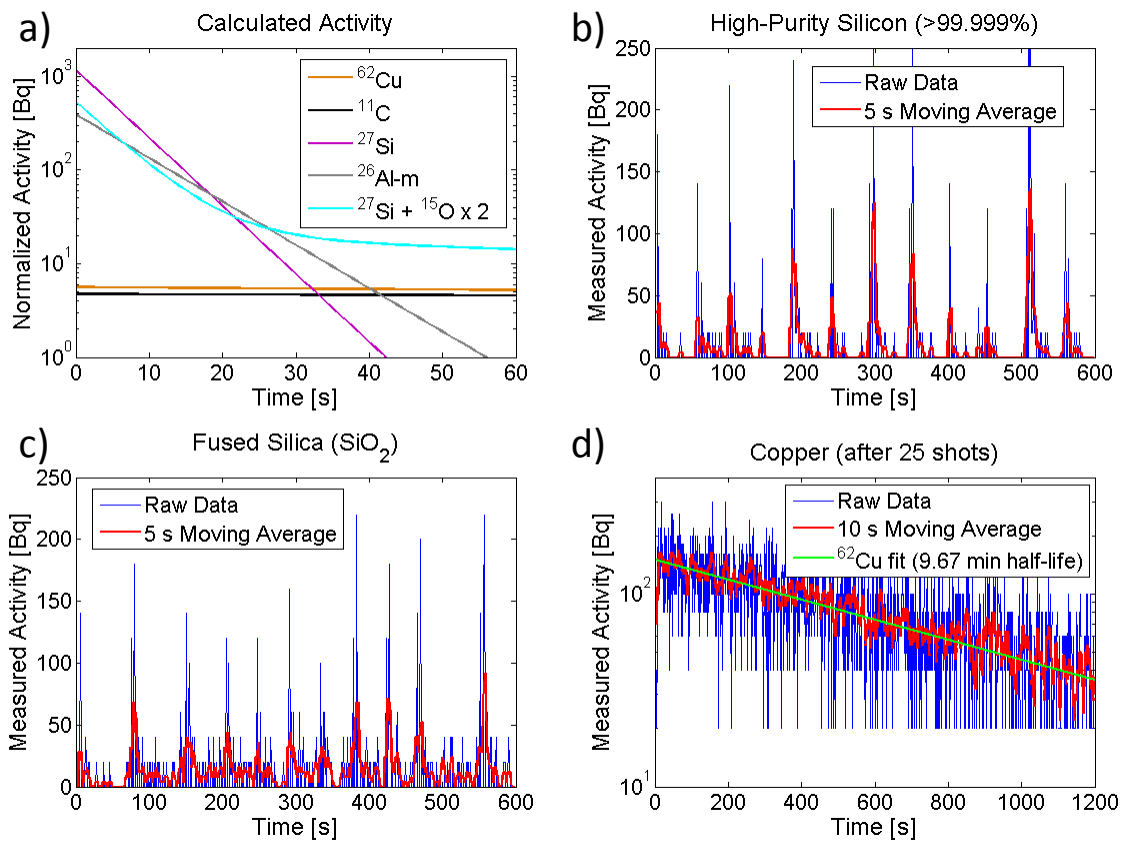 a)
Calculated Activity
Normalized Activity [Bq]
10³
10²
10¹
10⁰
⁶²Cu
¹¹C
²⁷Si
²⁶Al-m
²⁷Si + ¹⁵O x 2
0 10 20 30 40 50 60
Time [s]
b)
High-Purity Silicon (>99.999%)
Measured Activity [Bq]
250
200
150
100
50
0
Raw Data
5 s Moving Average
0 100 200 300 400 500 600
Time [s]
c)
Fused Silica (SiO₂)
Measured Activity [Bq]
250
200
150
100
50
0
Raw Data
5 s Moving Average
0 100 200 300 400 500 600
Time [s]
d)
Copper (after 25 shots)
Measured Activity [Bq]
10²
10¹
Raw Data
10 s Moving Average
⁶²Cu fit (9.67 min half-life)
0 200 400 600 800 1000 1200
Time [s]